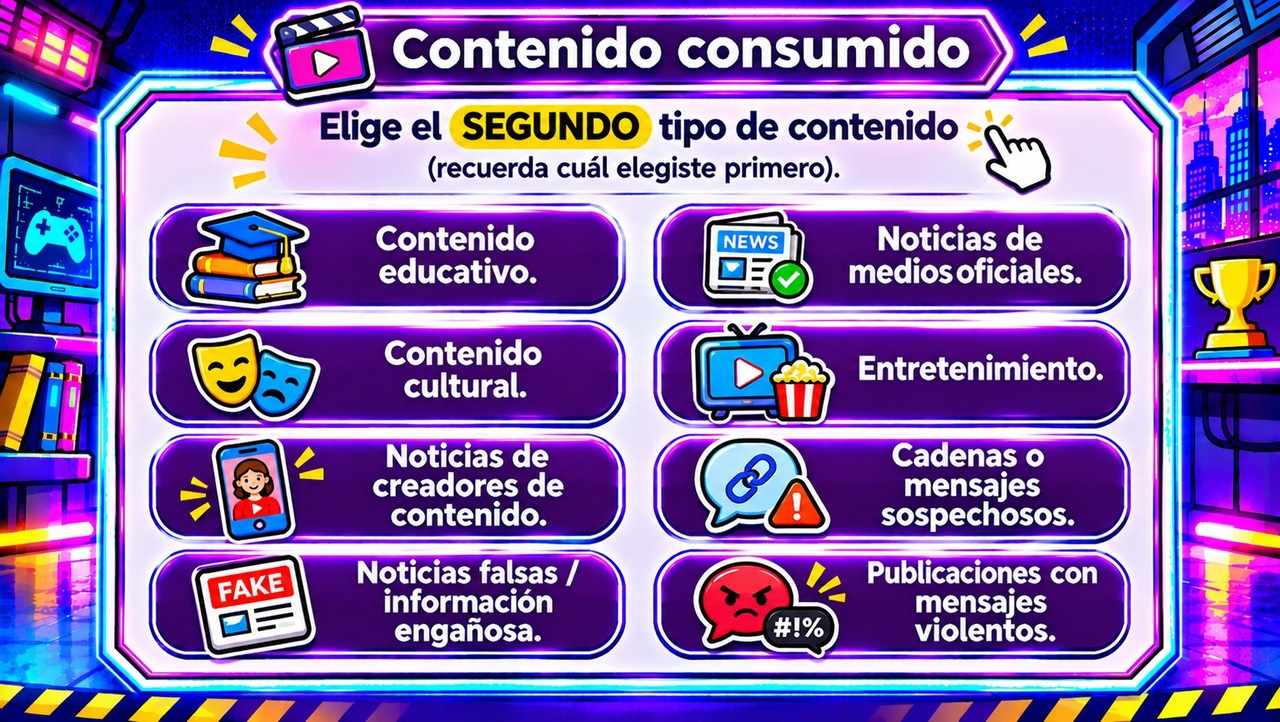 Contenido consumido
Elige el SEGUNDO tipo de contenido
(recuerda cuál elegiste primero).
Contenido
educativo.
NEWS
Noticias de
medios oficiales.
Contenido
cultural.
Entretenimiento.
Noticias de
creadores de
contenido.
Cadenas o
mensajes
sospechosos.
FAKE
Noticias falsas /
información
engañosa.
#!%
Publicaciones con
mensajes
violentos.